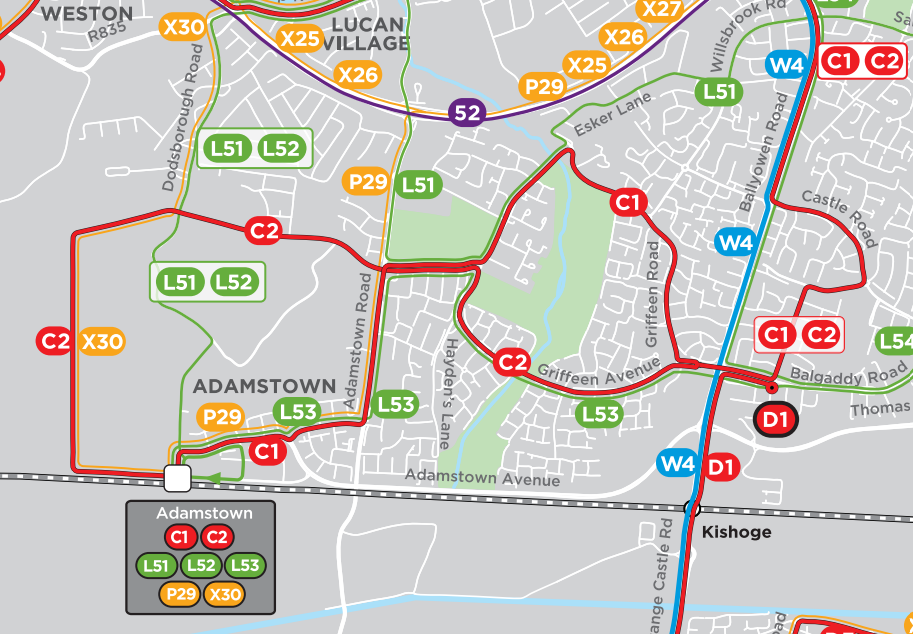 WESTON
R835
X30
X25
LUCAN
VILLAGE
X26
X27
X26
X25
P29
52
Willsbrook Rd
L51
W4
C1 C2
Esker Lane
Dodsborough Road
L51 L52
P29
L51
Ballyowen Road
Castle Road
C1
C2
W4
L51 L52
Griffeen Road
C2
X30
Adamstown Road
C1 C2
L54
Hayden's Lane
C2
Griffeen Avenue
Balgaddy Road
ADAMSTOWN
P29
L53
L53
L53
D1
Thomas
C1
Adamstown Avenue
W4
D1
Kishoge
Adamstown
C1 C2
L51 L52 L53
P29 X30
ange Castle Rd